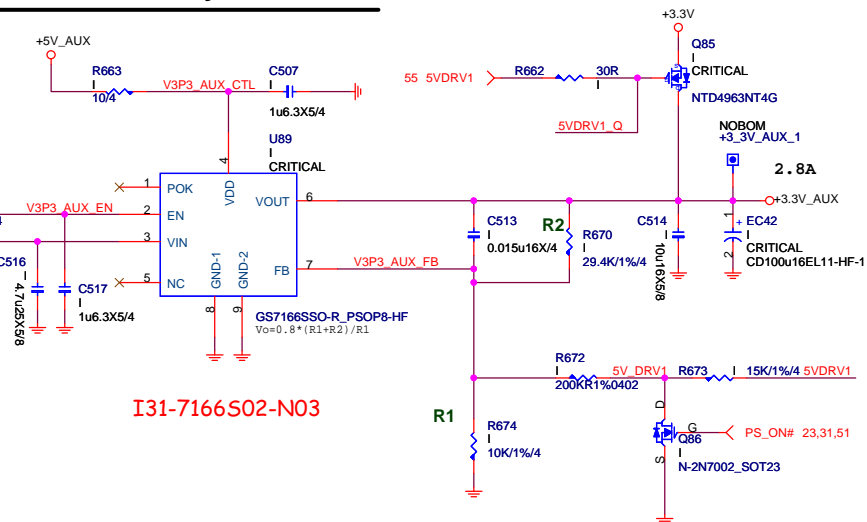 +3.3V
+5V_AUX
Q85
CRITICAL
R663
10/4
V3P3_AUX_CTL
C507
1u6.3X5/4
55 5VDRV1
R662
30R
NTD4963NT4G
5VDRV1_Q
NOBOM
+3_3V_AUX_1
U89
CRITICAL
2.8A
4
VDD
1
POK
V3P3_AUX_EN
2
EN
VOUT
6
+3.3V_AUX
3
VIN
C513
0.015u16X/4
R2
R670
29.4K/1%/4
C514
10u16X5/8
1
+
EC42
2
CRITICAL
CD100u16EL11-HF-1
FB
7
V3P3_AUX_FB
C516
4.7u25X5/8
C517
1u6.3X5/4
5
NC
GND-1
GND-2
8
9
GS7166SSO-R_PSOP8-HF
Vo=0.8*(R1+R2)/R1
I31-7166S02-N03
R672
200KR1%0402
5V_DRV1
R673
15K/1%/4
5VDRV1
R1
R674
10K/1%/4
D
G
S
Q86
N-2N7002_SOT23
PS_ON# 23,31,51